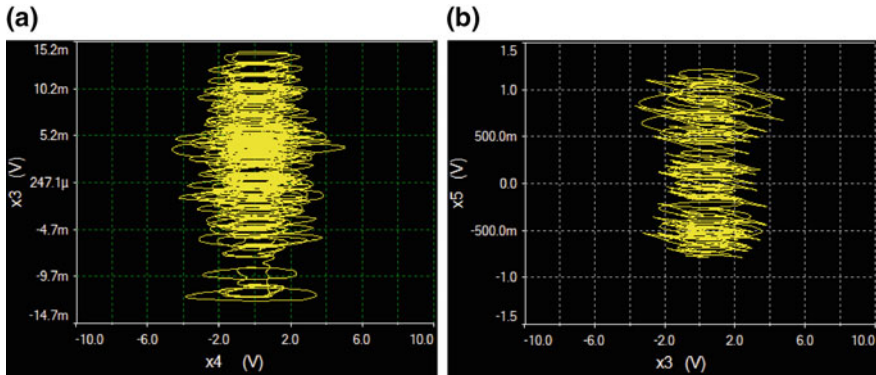 (a)
15.2m
10.2m
5.2m
247.1µ
-4.7m
-9.7m
-14.7m
x3 (V)
-10.0 -6.0 -2.0 2.0 6.0 10.0
x4 (V)
(b)
1.5
1.0
500.0m
0.0
-500.0m
-1.0
-1.5
x5 (V)
-10.0 -6.0 -2.0 2.0 6.0 10.0
x3 (V)